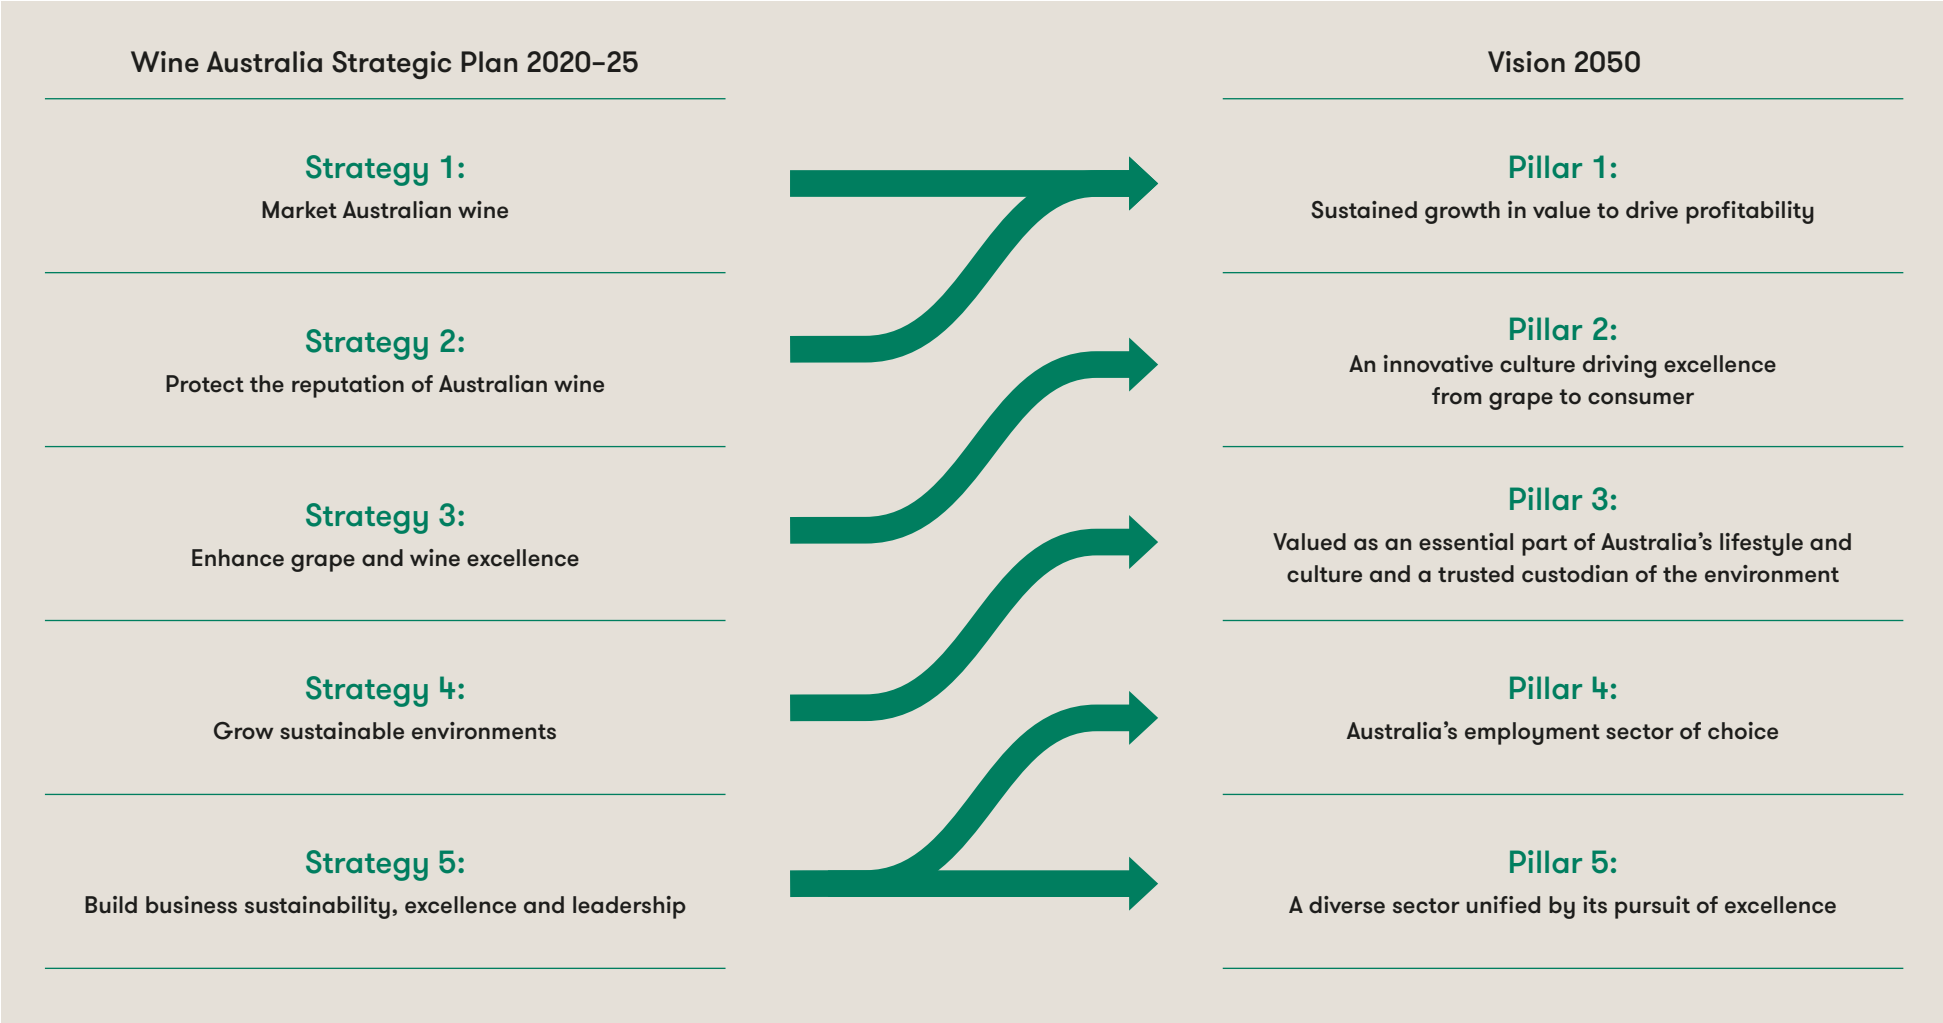 Wine Australia Strategic Plan 2020–25
Vision 2050
Strategy 1:
Market Australian wine
Pillar 1:
Sustained growth in value to drive profitability
Strategy 2:
Protect the reputation of Australian wine
Pillar 2:
An innovative culture driving excellence
from grape to consumer
Strategy 3:
Enhance grape and wine excellence
Pillar 3:
Valued as an essential part of Australia’s lifestyle and
culture and a trusted custodian of the environment
Strategy 4:
Grow sustainable environments
Pillar 4:
Australia’s employment sector of choice
Strategy 5:
Build business sustainability, excellence and leadership
Pillar 5:
A diverse sector unified by its pursuit of excellence